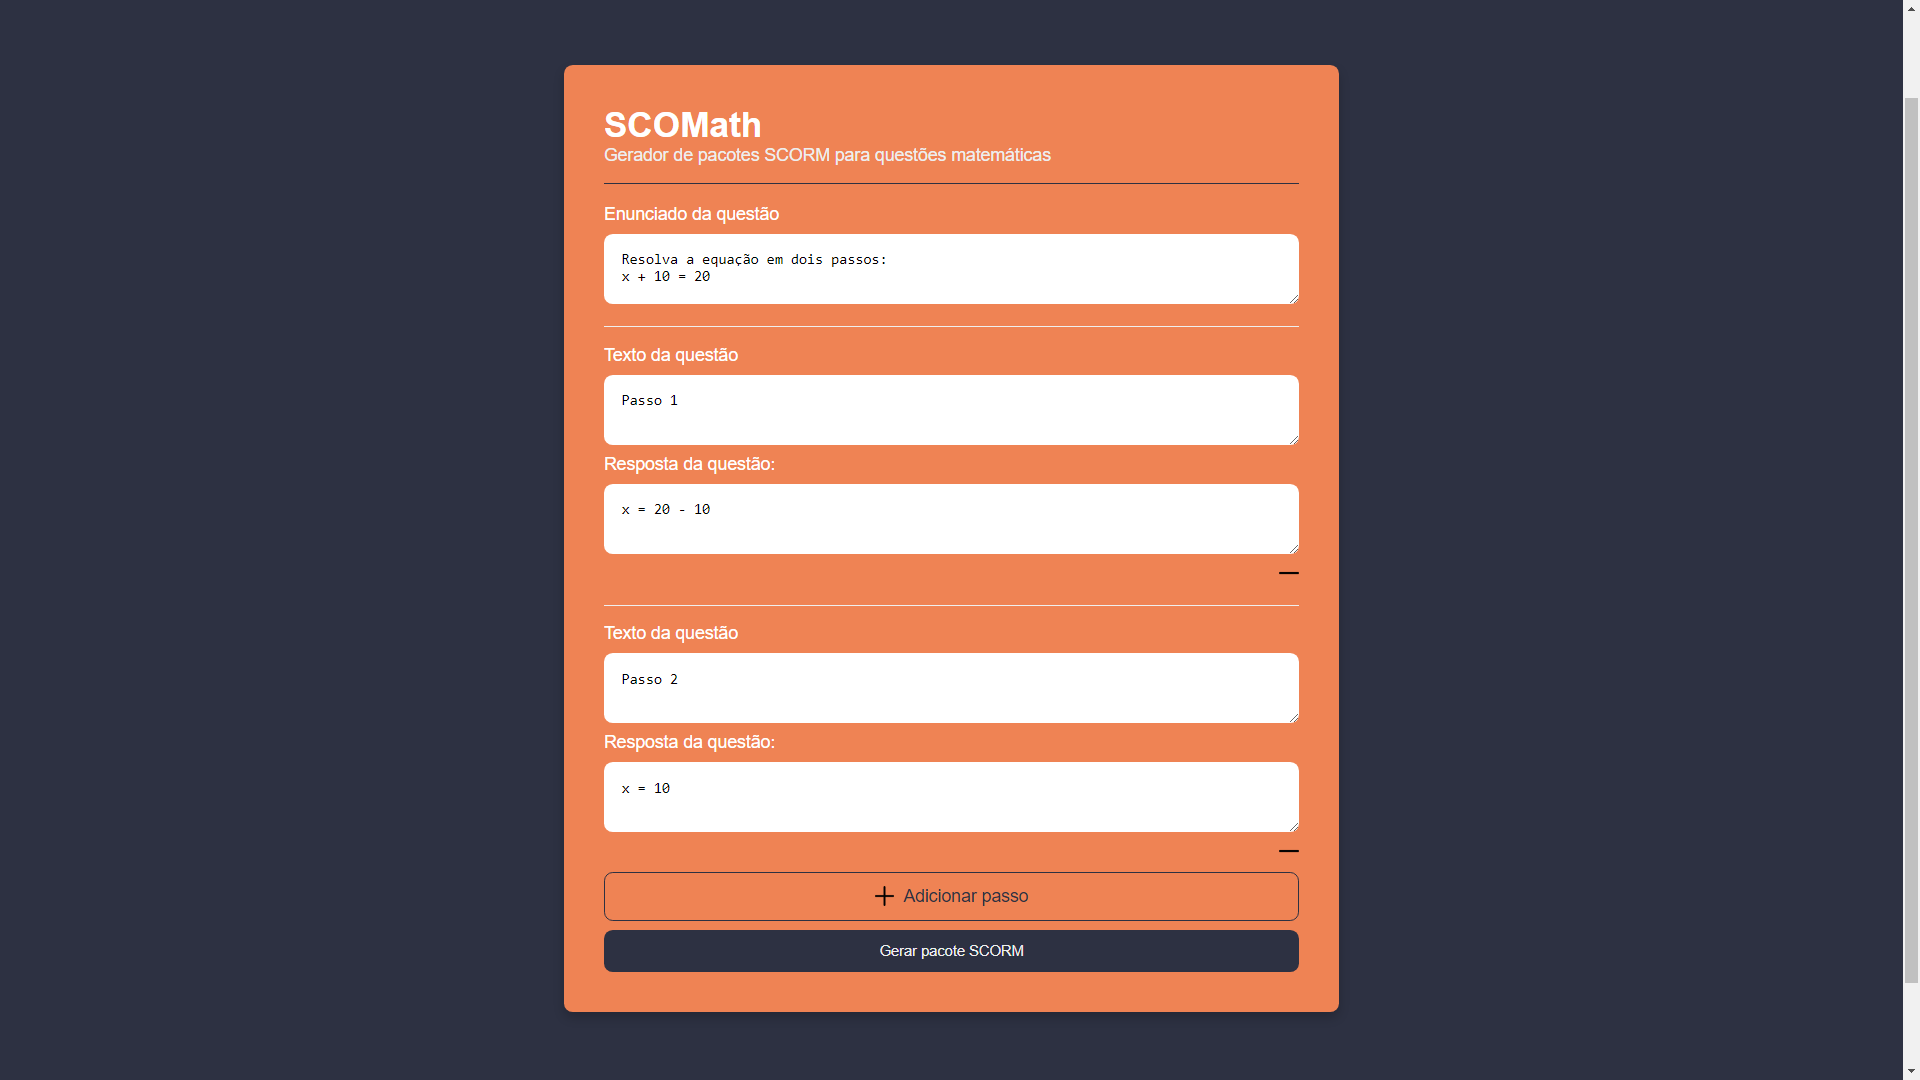 SCOMath
Gerador de pacotes SCORM para questões matemáticas
Enunciado da questão
Resolva a equação em dois passos:
x + 10 = 20
Texto da questão
Passo 1
Resposta da questão:
x = 20 - 10
Texto da questão
Passo 2
Resposta da questão:
x = 10
Adicionar passo
Gerar pacote SCORM